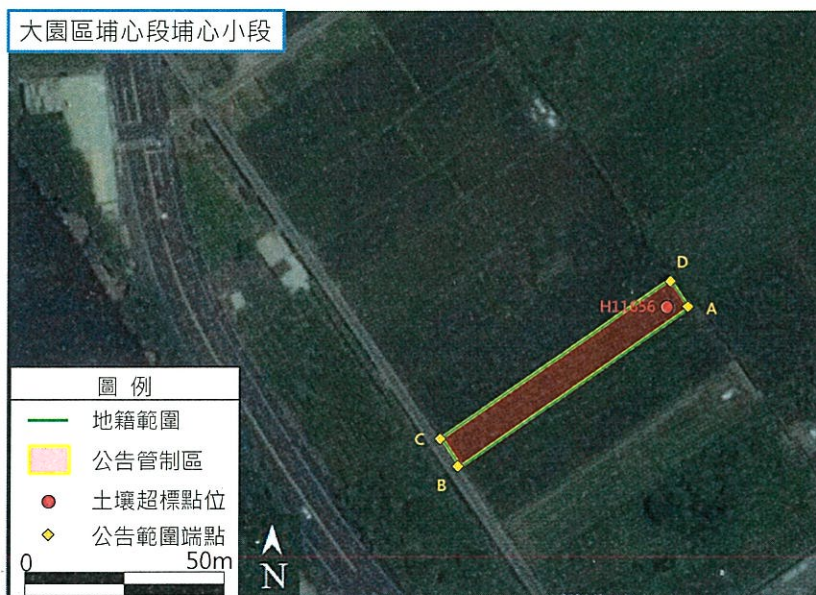 大園區埔心段埔心小段
D
H11656
A
C
B
圖例
地籍範圍
公告管制區
土壤超標點位
公告範圍端點
0 50m
N